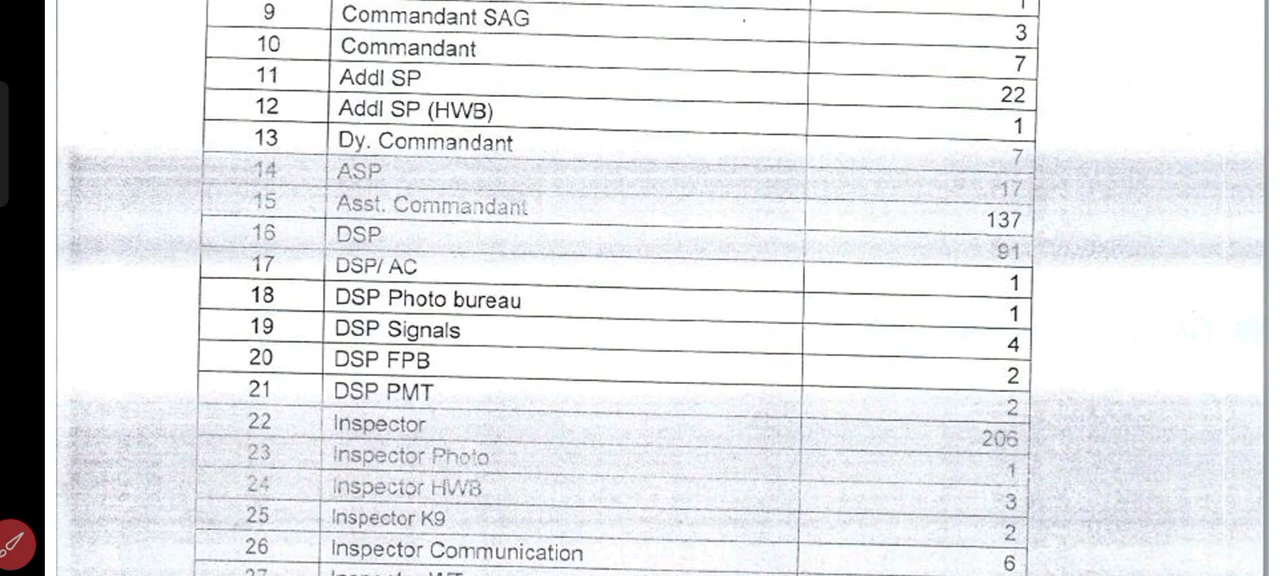 1
9 Commandant SAG 3
10 Commandant 7
11 Addl SP 22
12 Addl SP (HWB) 1
13 Dy. Commandant 7
14 ASP 17
15 Asst. Commandant 137
16 DSP 91
17 DSP/ AC 1
18 DSP Photo bureau 1
19 DSP Signals 4
20 DSP FPB 2
21 DSP PMT 2
22 Inspector 206
23 Inspector Photo 1
24 Inspector HWB 3
25 Inspector K9 2
26 Inspector Communication 6
27